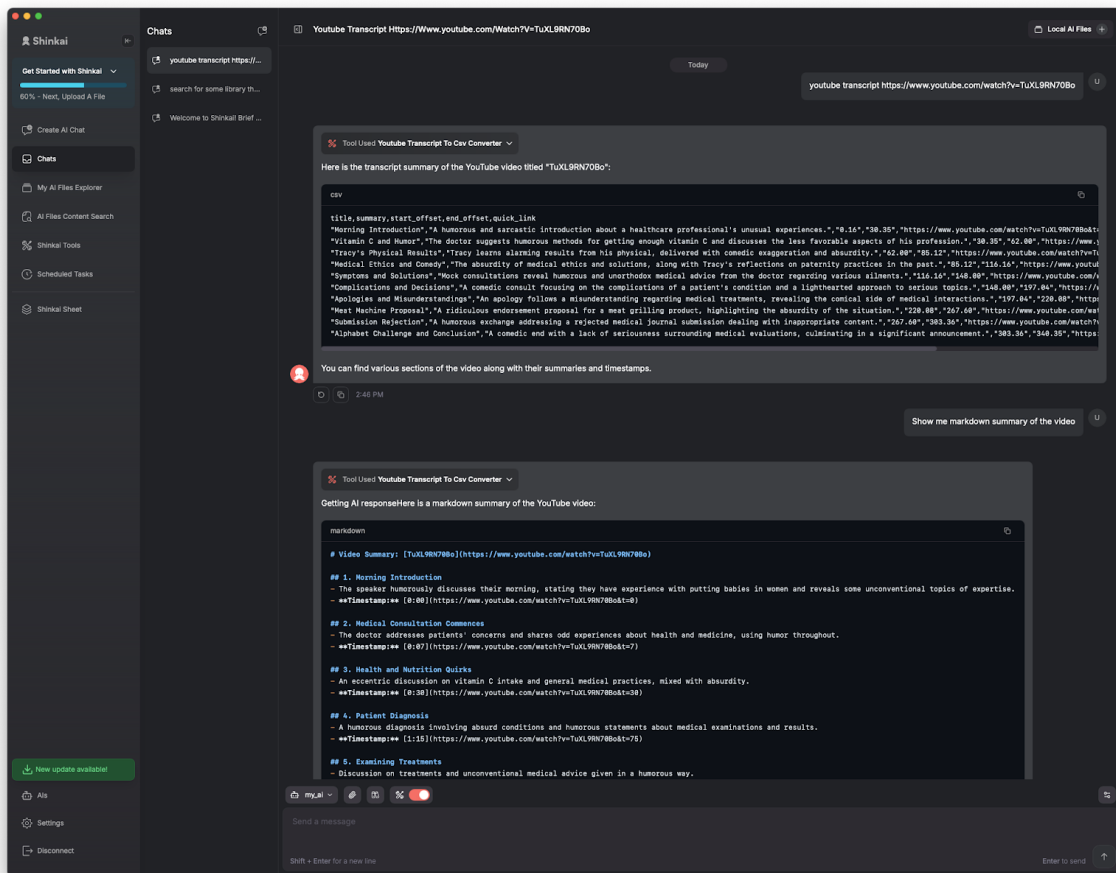 Shinkai
Get Started with Shinkai
60% - Next, Upload A File
Create AI Chat
Chats
My AI Files Explorer
AI Files Content Search
Shinkai Tools
Scheduled Tasks
Shinkai Sheet
New update available!
AIs
Settings
Disconnect
Chats
youtube transcript https://...
search for some library th...
Welcome to Shinkai! Brief ...
Youtube Transcript Https://Www.youtube.com/Watch?V=TuXL9RN70Bo
Local AI Files
Today
youtube transcript https://www.youtube.com/watch?v=TuXL9RN70Bo
U
Tool Used Youtube Transcript To Csv Converter
Here is the transcript summary of the YouTube video titled "TuXL9RN70Bo":
csv
title,summary,start_offset,end_offset,quick_link
"Morning Introduction","A humorous and sarcastic introduction about a healthcare professional's unusual experiences.","0.16","30.35","https://www.youtube.com/watch?v=TuXL9RN70Bo&t=
"Vitamin C and Humor","The doctor suggests humorous methods for getting enough vitamin C and discusses the less favorable aspects of his profession.","30.35","62.00","https://www.y
"Tracy's Physical Results","Tracy learns alarming results from his physical, delivered with comedic exaggeration and absurdity.","62.00","85.12","https://www.youtube.com/watch?v=Tu
"Medical Ethics and Comedy","The absurdity of medical ethics and solutions, along with Tracy's reflections on paternity practices in the past.","85.12","116.16","https://www.youtub
"Symptoms and Solutions","Mock consultations reveal humorous and unorthodox medical advice from the doctor regarding various ailments.","116.16","148.00","https://www.youtube.com/w
"Complications and Decisions","A comedic consult focusing on the complications of a patient's condition and a lighthearted approach to serious topics.","148.00","197.04","https://w
"Apologies and Misunderstandings","An apology follows a misunderstanding regarding medical treatments, revealing the comical side of medical interactions.","197.04","220.08","https
"Meat Machine Proposal","A ridiculous endorsement proposal for a meat grilling product, highlighting the absurdity of the situation.","220.08","267.60","https://www.youtube.com/wat
"Submission Rejection","A humorous exchange addressing a rejected medical journal submission dealing with inappropriate content.","267.60","303.36","https://www.youtube.com/watch?v
"Alphabet Challenge and Conclusion","A comedic end with a lack of seriousness surrounding medical evaluations, culminating in a significant announcement.","303.36","340.35","https:
You can find various sections of the video along with their summaries and timestamps.
2:46 PM
Show me markdown summary of the video
U
Tool Used Youtube Transcript To Csv Converter
Getting AI responseHere is a markdown summary of the YouTube video:
markdown
# Video Summary: [TuXL9RN70Bo](https://www.youtube.com/watch?v=TuXL9RN70Bo)
## 1. Morning Introduction
- The speaker humorously discusses their morning, stating they have experience with putting babies in women and reveals some unconventional topics of expertise.
- **Timestamp:** [0:00](https://www.youtube.com/watch?v=TuXL9RN70Bo&t=0)
## 2. Medical Consultation Commences
- The doctor addresses patients' concerns and shares odd experiences about health and medicine, using humor throughout.
- **Timestamp:** [0:07](https://www.youtube.com/watch?v=TuXL9RN70Bo&t=7)
## 3. Health and Nutrition Quirks
- An eccentric discussion on vitamin C intake and general medical practices, mixed with absurdity.
- **Timestamp:** [0:30](https://www.youtube.com/watch?v=TuXL9RN70Bo&t=30)
## 4. Patient Diagnosis
- A humorous diagnosis involving absurd conditions and humorous statements about medical examinations and results.
- **Timestamp:** [1:15](https://www.youtube.com/watch?v=TuXL9RN70Bo&t=75)
## 5. Examining Treatments
- Discussion on treatments and unconventional medical advice given in a humorous way.
my_ai
Send a message
Shift + Enter for a new line
Enter to send